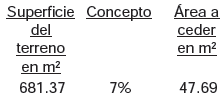 Superficie Concepto Área a
del ceder
terreno en m²
en m²
681.37 7% 47.69